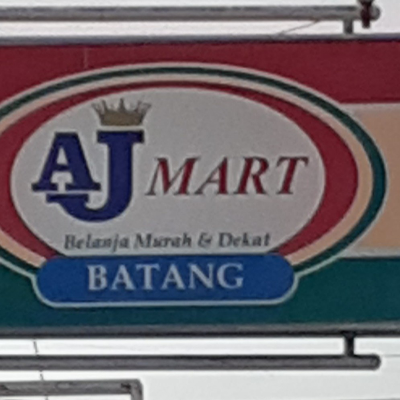 AJ MART
Belanja Murah & Dekat
BATANG